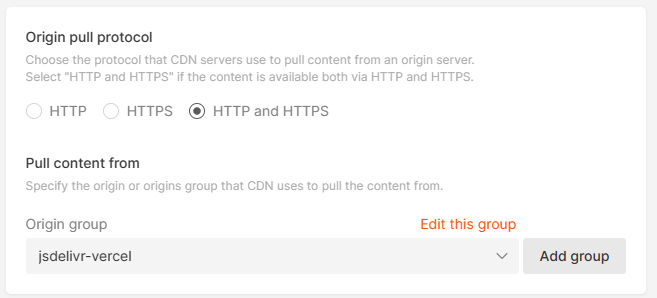 Origin pull protocol
Choose the protocol that CDN servers use to pull content from an origin server.
Select "HTTP and HTTPS" if the content is available both via HTTP and HTTPS.
HTTP HTTPS HTTP and HTTPS
Pull content from
Specify the origin or origins group that CDN uses to pull the content from.
Origin group Edit this group
jsdelivr-vercel Add group